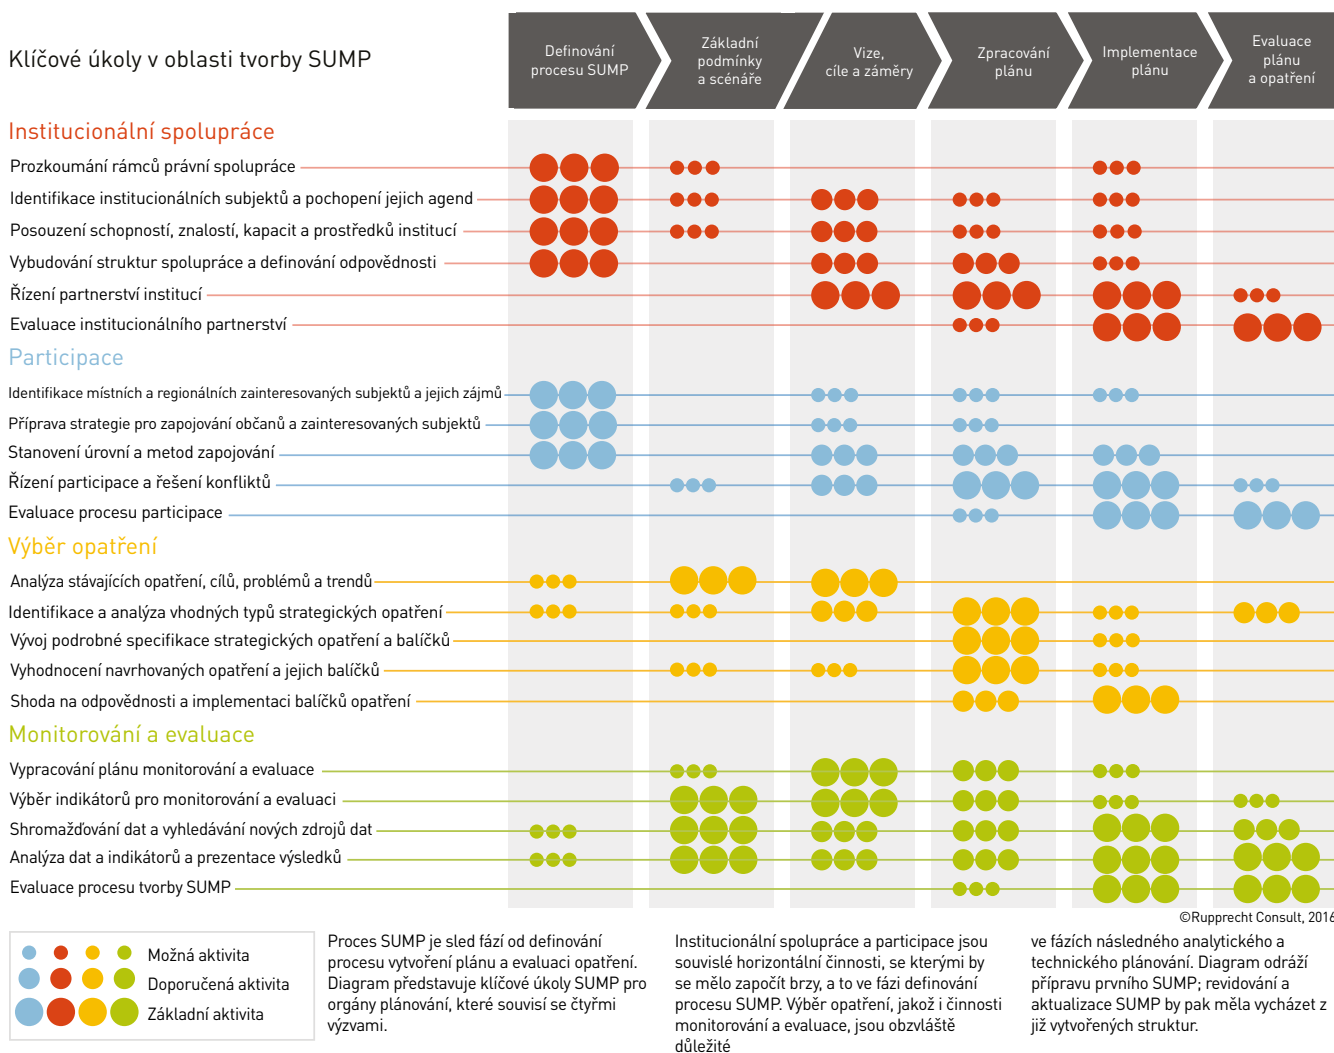 Klíčové úkoly v oblasti tvorby SUMP
Definování
procesu SUMP
Základní
podmínky
a scénáře
Vize,
cíle a záměry
Zpracování
plánu
Implementace
plánu
Evaluace
plánu
a opatření
Institucionální spolupráce
Prozkoumání rámců právní spolupráce
Identifikace institucionálních subjektů a pochopení jejich agend
Posouzení schopností, znalostí, kapacit a prostředků institucí
Vybudování struktur spolupráce a definování odpovědnosti
Řízení partnerství institucí
Evaluace institucionálního partnerství
Participace
Identifikace místních a regionálních zainteresovaných subjektů a jejich zájmů
Příprava strategie pro zapojování občanů a zainteresovaných subjektů
Stanovení úrovní a metod zapojování
Řízení participace a řešení konfliktů
Evaluace procesu participace
Výběr opatření
Analýza stávajících opatření, cílů, problémů a trendů
Identifikace a analýza vhodných typů strategických opatření
Vývoj podrobné specifikace strategických opatření a balíčků
Vyhodnocení navrhovaných opatření a jejich balíčků
Shoda na odpovědnosti a implementaci balíčků opatření
Monitorování a evaluace
Vypracování plánu monitorování a evaluace
Výběr indikátorů pro monitorování a evaluaci
Shromažďování dat a vyhledávání nových zdrojů dat
Analýza dat a indikátorů a prezentace výsledků
Evaluace procesu tvorby SUMP
©Rupprecht Consult, 2016
Možná aktivita
Doporučená aktivita
Základní aktivita
Proces SUMP je sled fází od definování
procesu vytvoření plánu a evaluaci opatření.
Diagram představuje klíčové úkoly SUMP pro
orgány plánování, které souvisí se čtyřmi
výzvami.
Institucionální spolupráce a participace jsou
souvislé horizontální činnosti, se kterými by
se mělo započít brzy, a to ve fázi definování
procesu SUMP. Výběr opatření, jakož i činnosti
monitorování a evaluace, jsou obzvláště
důležité
ve fázích následného analytického a
technického plánování. Diagram odráží
přípravu prvního SUMP; revidování a
aktualizace SUMP by pak měla vycházet z
již vytvořených struktur.